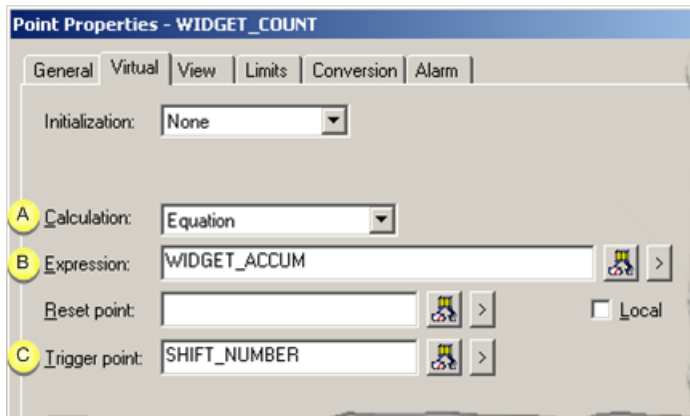 Point Properties - WIDGET_COUNT
General Virtual View Limits Conversion Alarm
Initialization: None
A Calculation: Equation
B Expression: WIDGET_ACCUM >
Reset point: > Local
C Trigger point: SHIFT_NUMBER >